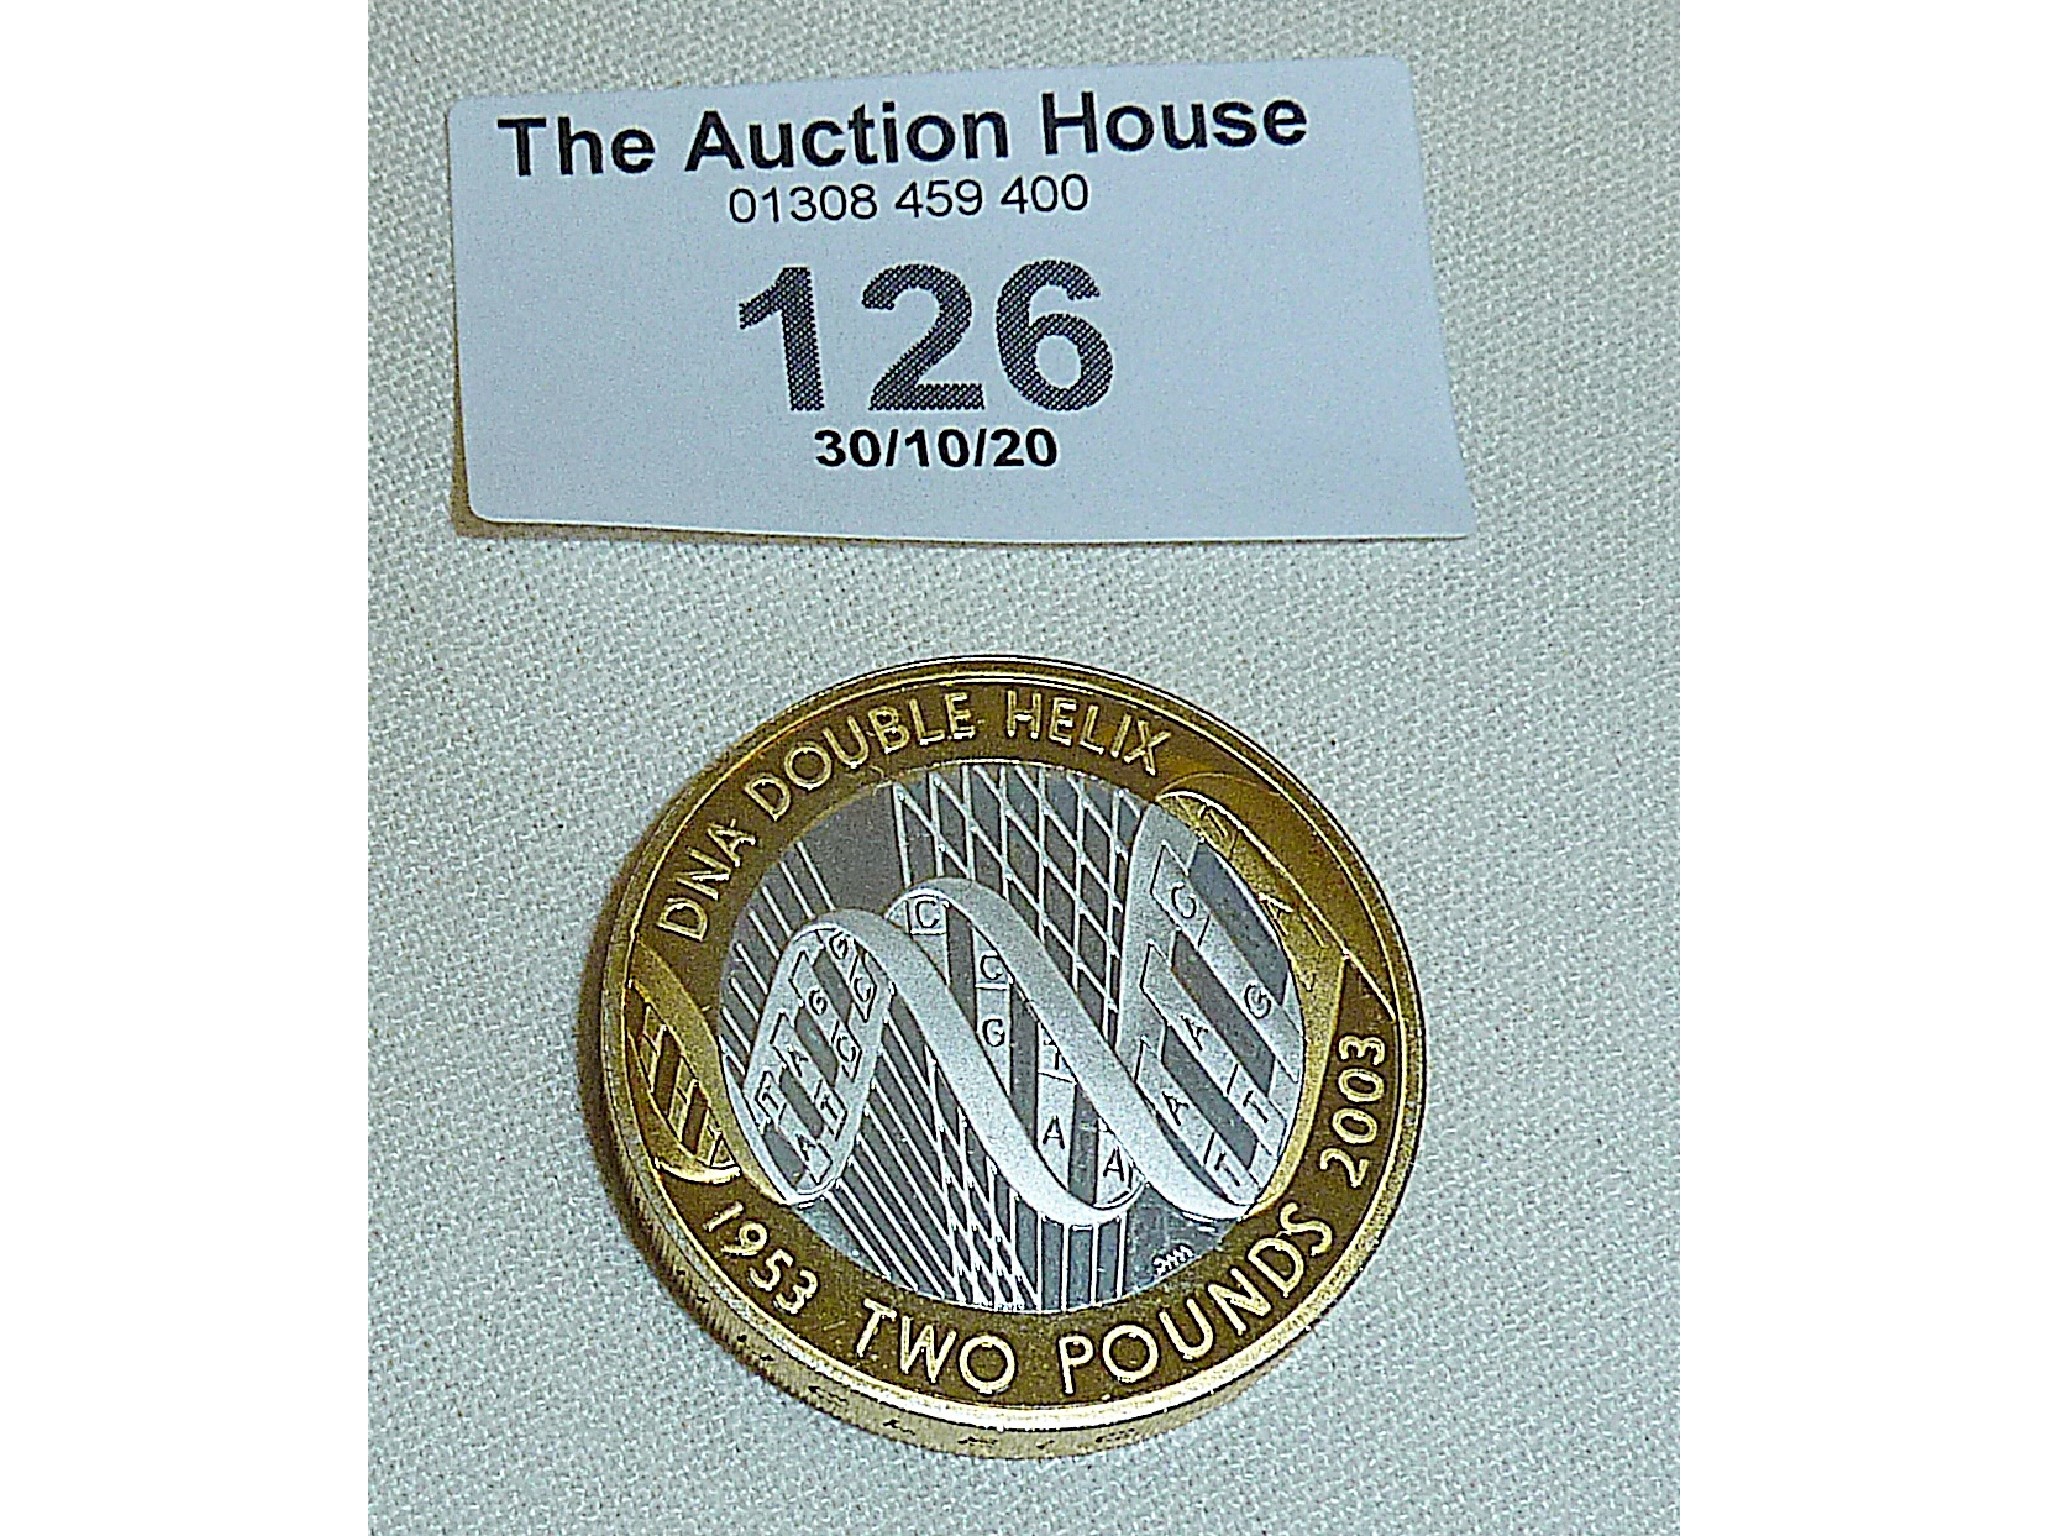 The Auction House
01308 459 400
126
30/10/20
DNA DOUBLE HELIX
1953 TWO POUNDS 2003
C
C
G
T
A
A
G
G
C
A
C
T
T
A
C
A
G
A
T
A
T